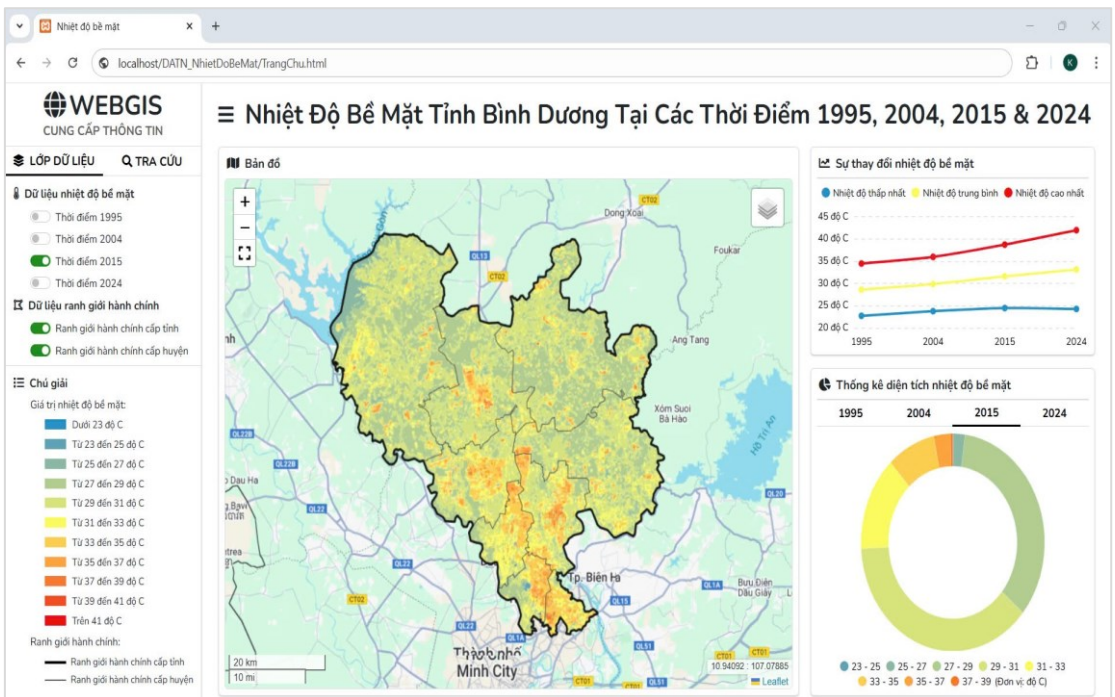 Nhiệt độ bề mặt
localhost/DATN_NhietDoBeMat/TrangChu.html
K
WEBGIS
CUNG CẤP THÔNG TIN
Nhiệt Độ Bề Mặt Tỉnh Bình Dương Tại Các Thời Điểm 1995, 2004, 2015 & 2024
LỚP DỮ LIỆU
TRA CỨU
Dữ liệu nhiệt độ bề mặt
Thời điểm 1995
Thời điểm 2004
Thời điểm 2015
Thời điểm 2024
Dữ liệu ranh giới hành chính
Ranh giới hành chính cấp tỉnh
Ranh giới hành chính cấp huyện
Chú giải
Giá trị nhiệt độ bề mặt:
Dưới 23 độ C
Từ 23 đến 25 độ C
Từ 25 đến 27 độ C
Từ 27 đến 29 độ C
Từ 29 đến 31 độ C
Từ 31 đến 33 độ C
Từ 33 đến 35 độ C
Từ 35 đến 37 độ C
Từ 37 đến 39 độ C
Từ 39 đến 41 độ C
Trên 41 độ C
Ranh giới hành chính:
Ranh giới hành chính cấp tỉnh
Ranh giới hành chính cấp huyện
Bản đồ
+
−
CT02
Đong Xoai
Foukar
QL13
CT02
Ang Tang
Xóm Suoi
Bà Hào
Hồ Trị An
QL22B
QL22B
QL22
QL20
QL22
CT02
Tp. Biên Hà
QL15
QL1A
Bưu Điện
Dầu Giây
QL22
QL1A
QL51
Minh City
CT01
CT01
QL51
CT01
20 km
10 mi
10.94092 : 107.07885
Leaflet
Sự thay đổi nhiệt độ bề mặt
Nhiệt độ thấp nhất
Nhiệt độ trung bình
Nhiệt độ cao nhất
45 độ C
40 độ C
35 độ C
30 độ C
25 độ C
20 độ C
1995 2004 2015 2024
Thống kê diện tích nhiệt độ bề mặt
1995 2004 2015 2024
23 - 25 25 - 27 27 - 29 29 - 31 31 - 33
33 - 35 35 - 37 37 - 39 (Đơn vị: độ C)